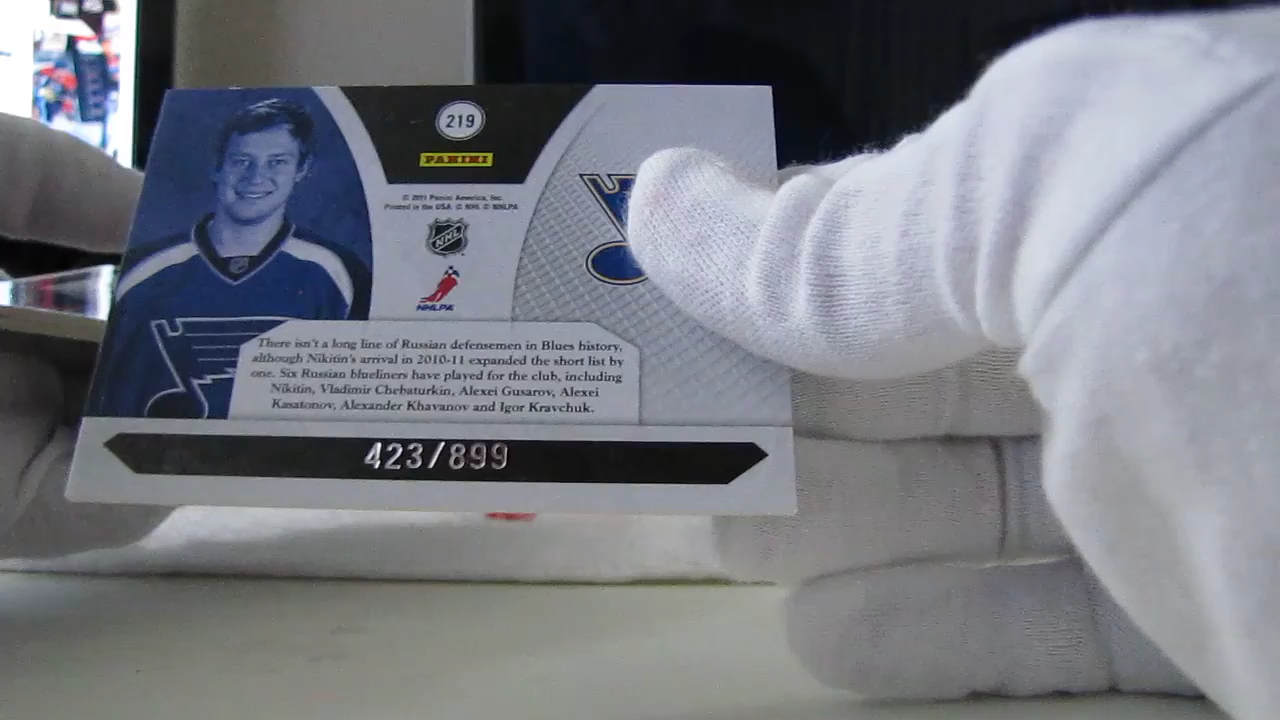 219
PANINI
© 2011 Panini America, Inc.
Printed in the USA © NHL © NHLPA
NHL
NHLPA
There isn't a long line of Russian defensemen in Blues history,
although Nikitin's arrival in 2010-11 expanded the short list by
one. Six Russian blueliners have played for the club, including
Nikitin, Vladimir Chebaturkin, Alexei Gusarov, Alexei
Kasatonov, Alexander Khavanov and Igor Kravchuk.
423/899